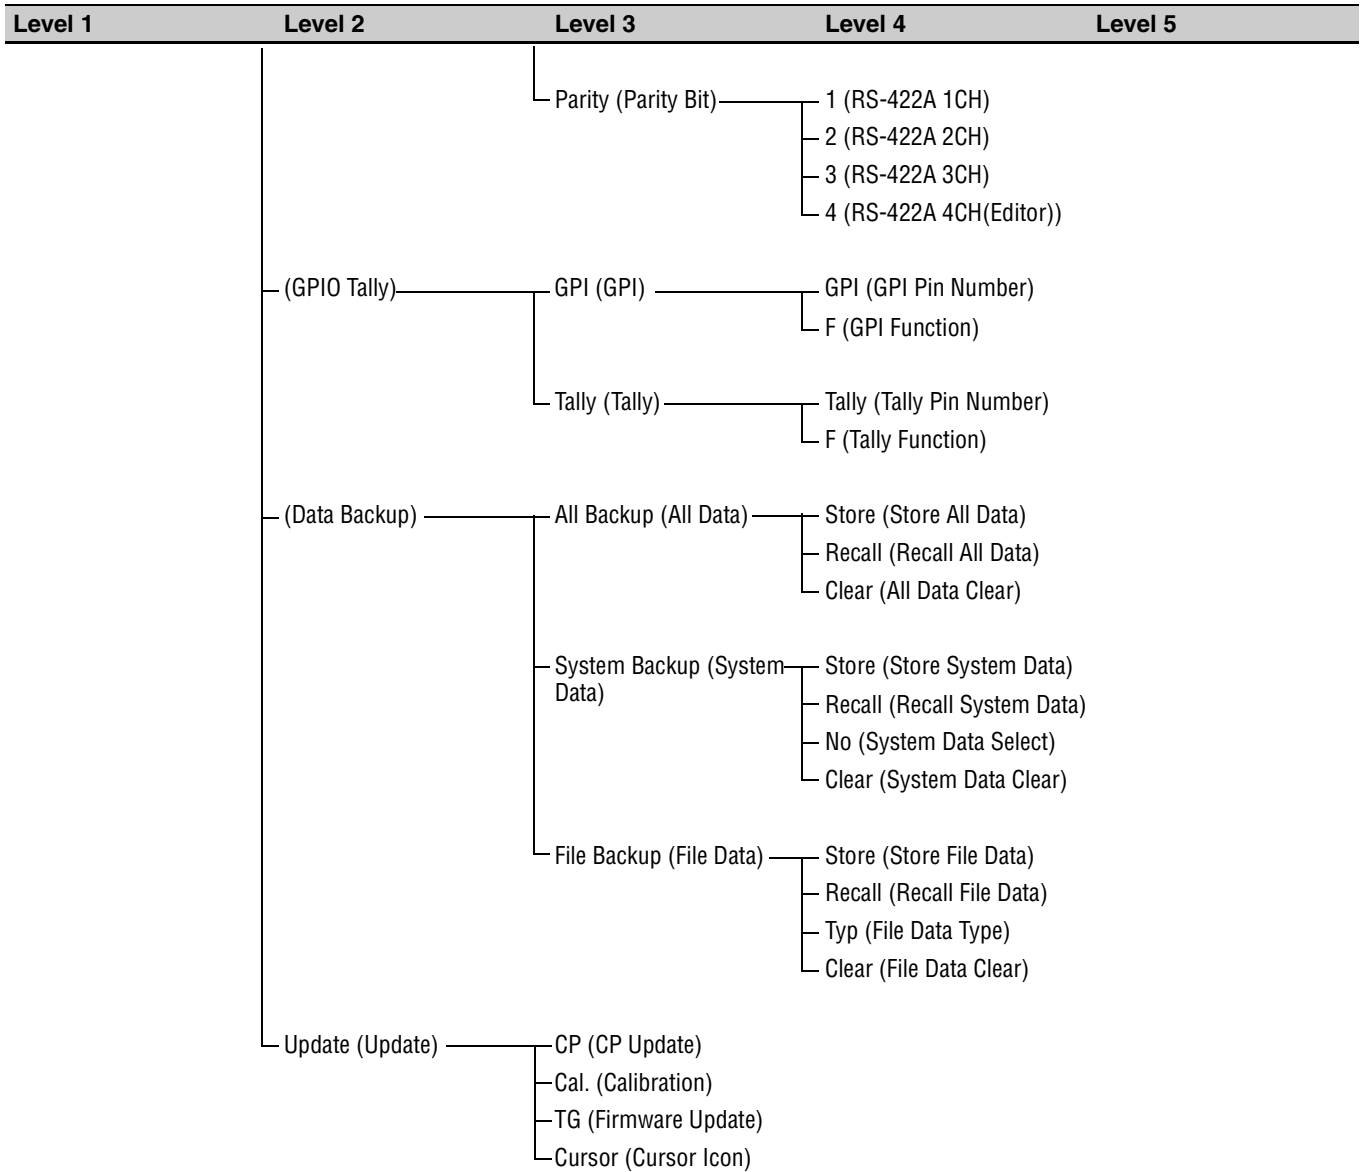 Level 1 Level 2 Level 3 Level 4 Level 5
Parity (Parity Bit) 1 (RS-422A 1CH)
2 (RS-422A 2CH)
3 (RS-422A 3CH)
4 (RS-422A 4CH(Editor))
(GPIO Tally) GPI (GPI) GPI (GPI Pin Number)
F (GPI Function)
Tally (Tally) Tally (Tally Pin Number)
F (Tally Function)
(Data Backup) All Backup (All Data) Store (Store All Data)
Recall (Recall All Data)
Clear (All Data Clear)
System Backup (System Data) Store (Store System Data)
Recall (Recall System Data)
No (System Data Select)
Clear (System Data Clear)
File Backup (File Data) Store (Store File Data)
Recall (Recall File Data)
Typ (File Data Type)
Clear (File Data Clear)
Update (Update) CP (CP Update)
Cal. (Calibration)
TG (Firmware Update)
Cursor (Cursor Icon)